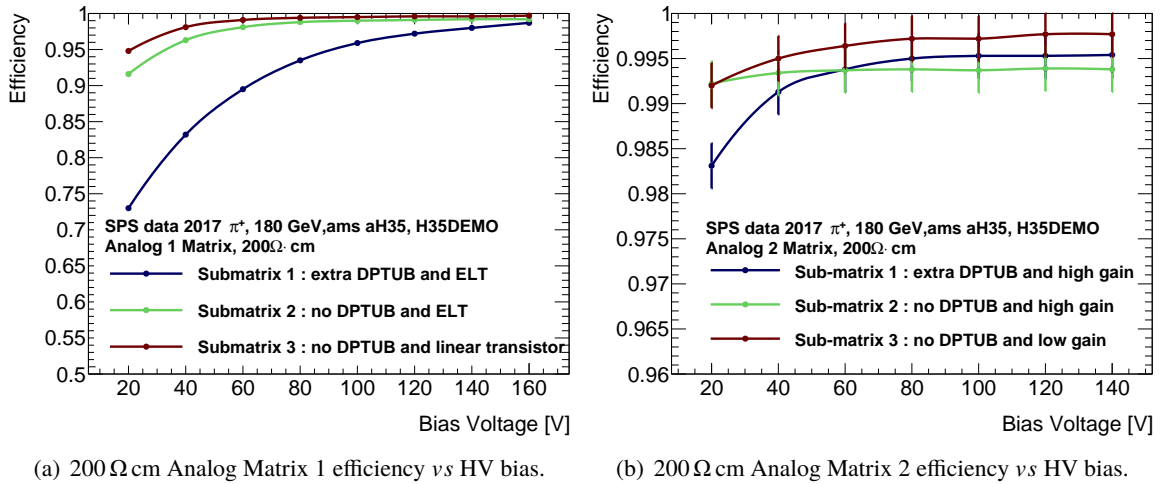 Efficiency
1
0.95
0.9
0.85
0.8
0.75
0.7
0.65
0.6
0.55
0.5
SPS data 2017 π⁺, 180 GeV,ams aH35, H35DEMO
Analog 1 Matrix, 200Ω· cm
Submatrix 1 : extra DPTUB and ELT
Submatrix 2 : no DPTUB and ELT
Submatrix 3 : no DPTUB and linear transistor
20 40 60 80 100 120 140 160
Bias Voltage [V]
(a) 200 Ω cm Analog Matrix 1 efficiency vs HV bias.
Efficiency
1
0.995
0.99
0.985
0.98
0.975
0.97
0.965
0.96
SPS data 2017 π⁺, 180 GeV,ams aH35, H35DEMO
Analog 2 Matrix, 200Ω· cm
Sub-matrix 1 : extra DPTUB and high gain
Sub-matrix 2 : no DPTUB and high gain
Sub-matrix 3 : no DPTUB and low gain
20 40 60 80 100 120 140
Bias Voltage [V]
(b) 200 Ω cm Analog Matrix 2 efficiency vs HV bias.